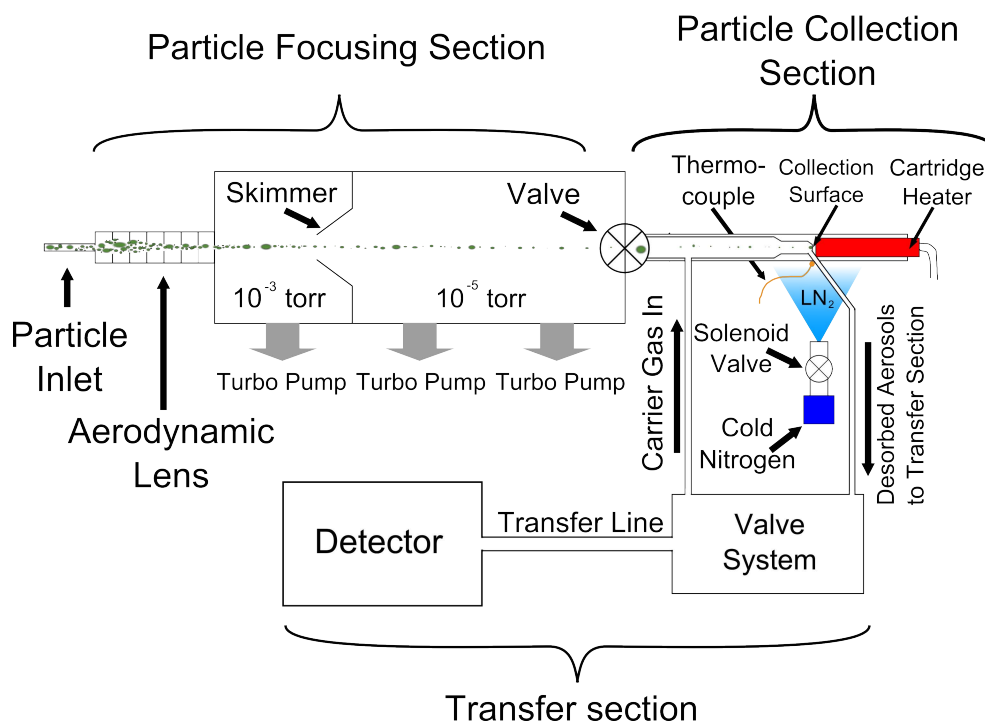 Particle Focusing Section
Particle Collection
Section
Skimmer
Valve
Thermo-
couple
Collection
Surface
Cartridge
Heater
10-3 torr
10-5 torr
LN2
Particle
Inlet
Aerodynamic
Lens
Turbo Pump
Turbo Pump
Turbo Pump
Carrier Gas In
Solenoid
Valve
Cold
Nitrogen
Desorbed Aerosols
to Transfer Section
Detector
Transfer Line
Valve
System
Transfer section